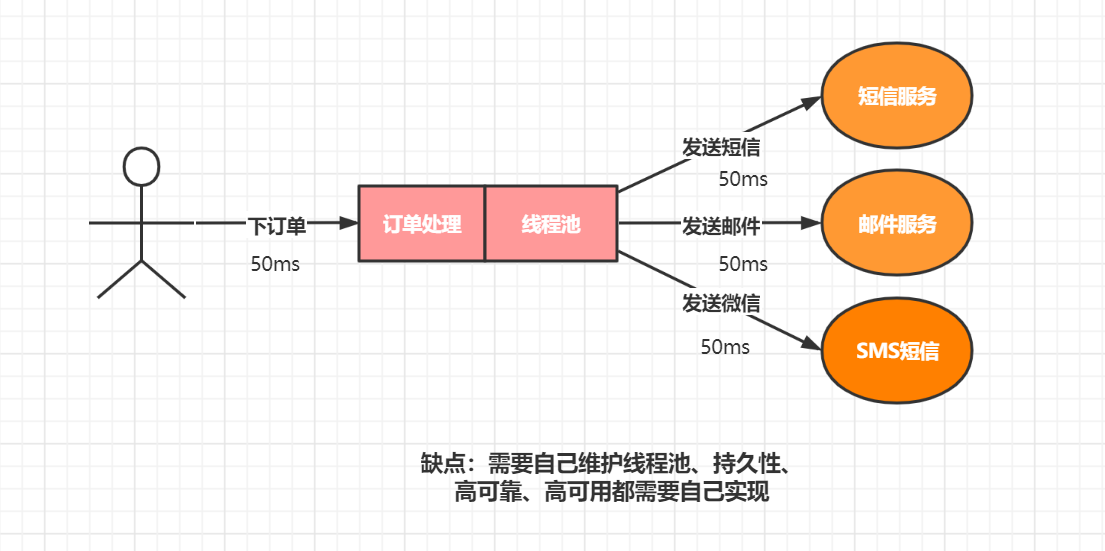 短信服务
发送短信
50ms
下订单
50ms
订单处理
线程池
发送邮件
50ms
邮件服务
发送微信
50ms
SMS短信
缺点：需要自己维护线程池、持久性、
高可靠、高可用都需要自己实现